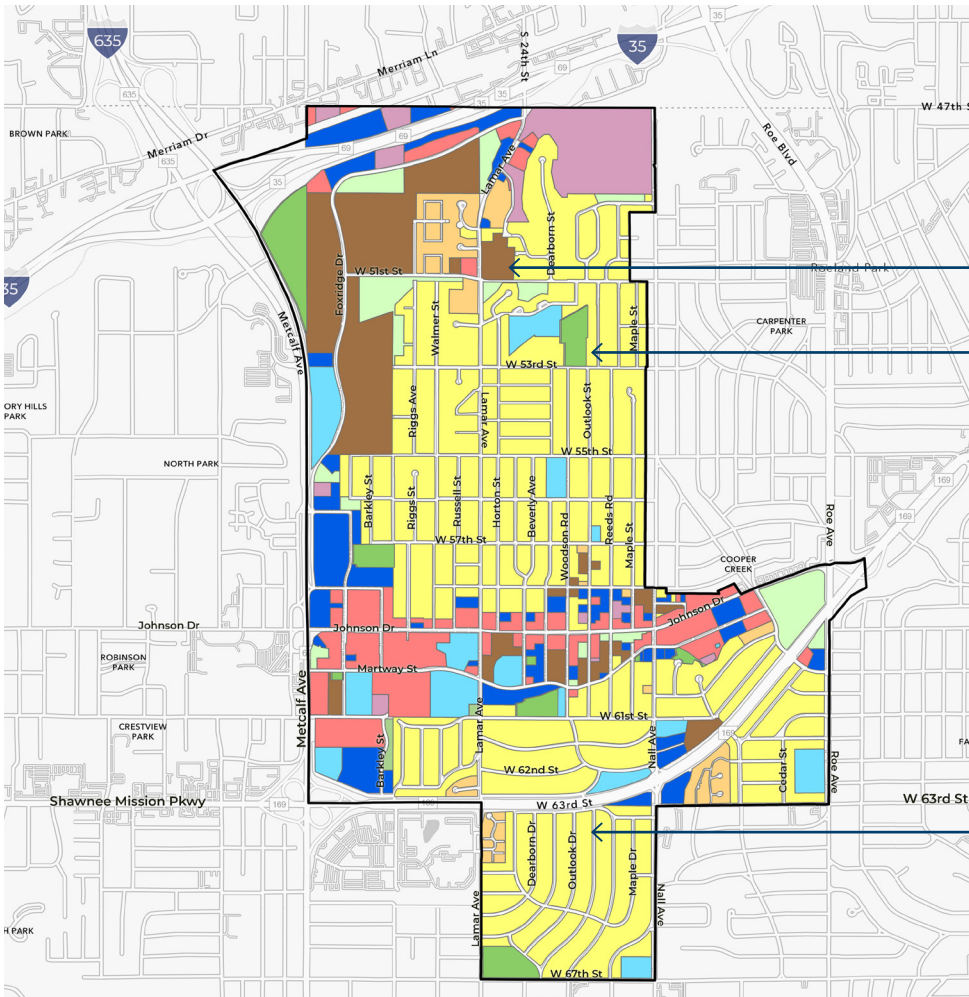 635
35
35
S 24th St
Merriam Ln
69
635
35
35
W 47th S
BROWN PARK
Merriam Dr
69
69
Roe Blvd
635
35
Lamar Ave
Dearborn St
W 51st St
Foxridge Dr
Roeland Park
35
Metcalf Ave
Walmer St
Maple St
CARPENTER
PARK
W 53rd St
ORY HILLS
PARK
Riggs Ave
Lamar Ave
Outlook St
NORTH PARK
W 55th St
169
Barkley St
Riggs St
Russell St
Horton St
Beverly Ave
Woodson Rd
Reeds Rd
Maple St
169
Roe Ave
W 57th St
COOPER
CREEK
Johnson Dr
Johnson Dr
Johnson Dr
ROBINSON
PARK
Martway St
Metcalf Ave
CRESTVIEW
PARK
Lamar Ave
W 61st St
Nall Ave
169
Barkley St
W 62nd St
Cedar St
Roe Ave
FA
Shawnee Mission Pkwy
169
169
W 63rd St
W 63rd St
Dearborn Dr
Outlook Dr
Maple Dr
Lamar Ave
Nall Ave
H PARK
W 67th St